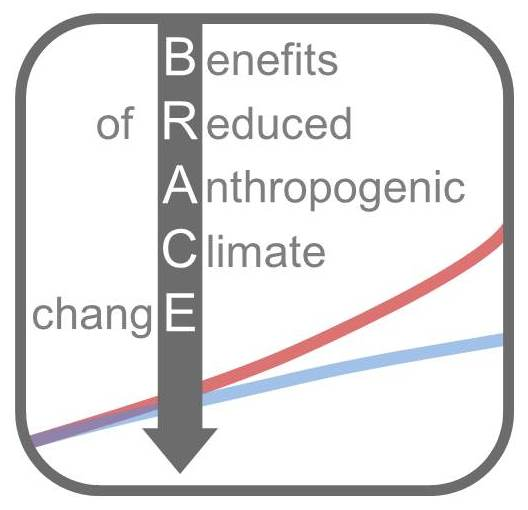 Benefits
of Reduced
Anthropogenic
Climate
changE